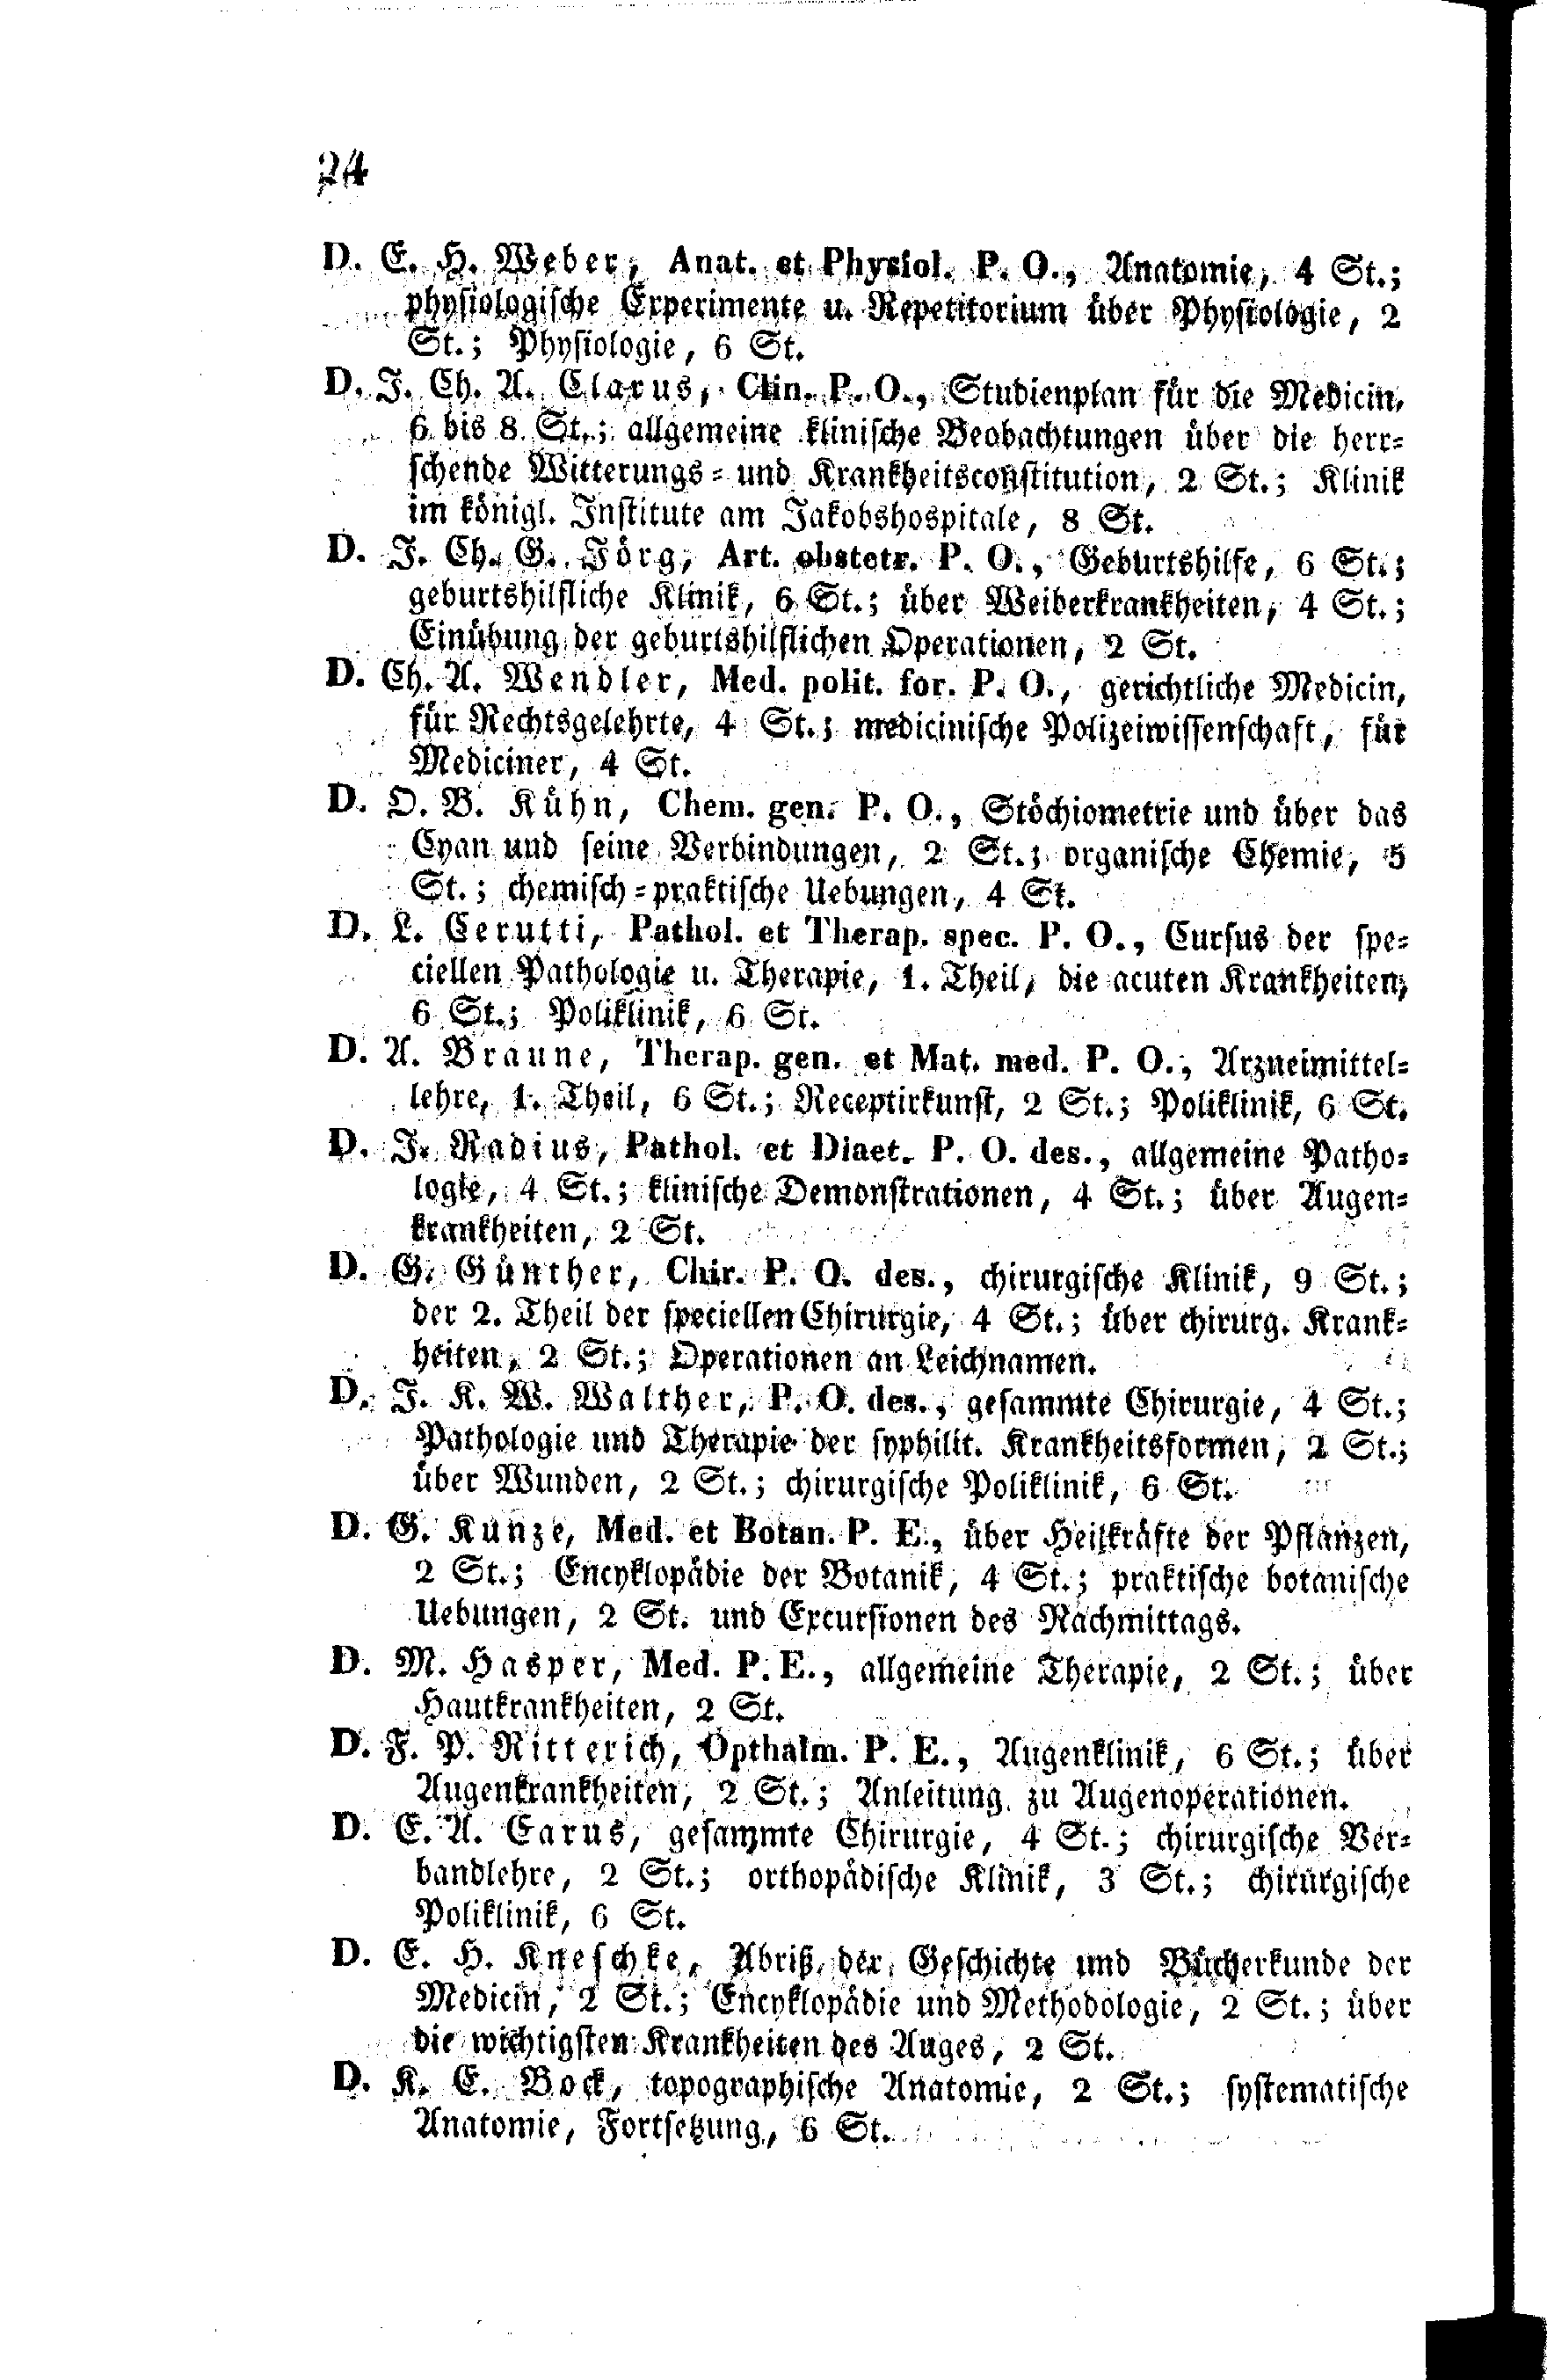 24
D. E. H. Weber, Anat. et Physiol. P. O., Anatomie, 4 St.;
physiologische Experimente u. Repetitorium über Physiologie, 2
St.; Physiologie, 6 St.
D. J. Ch. A. Clarus, Clin. P. O., Studienplan für die Medicin,
6 bis 8 St.; allgemeine klinische Beobachtungen über die herr-
schende Witterungs- und Krankheitsconstitution, 2 St.; Klinik
im königl. Institute am Jakobshospitale, 8 St.
D. J. Ch. G. Jörg, Art. obstetr. P. O., Geburtshilfe, 6 St.;
geburtshilfliche Klinik, 6 St.; über Weiberkrankheiten, 4 St.;
Einübung der geburtshilflichen Operationen, 2 St.
D. Ch. A. Wendler, Med. polit. for. P. O., gerichtliche Medicin,
für Rechtsgelehrte, 4 St.; medicinische Polizeiwissenschaft, für
Mediciner, 4 St.
D. O. B. Kühn, Chem. gen. P. O., Stöchiometrie und über das
Cyan und seine Verbindungen, 2 St.; organische Chemie, 5
St.; chemisch-praktische Uebungen, 4 St.
D. L. Cerutti, Pathol. et Therap. spec. P. O., Cursus der spe-
ciellen Pathologie u. Therapie, 1. Theil, die acuten Krankheiten,
6 St.; Poliklinik, 6 St.
D. A. Braune, Therap. gen. et Mat. med. P. O., Arzneimittel-
lehre, 1. Theil, 6 St.; Receptirkunst, 2 St.; Poliklinik, 6 St.
D. J. Radius, Pathol. et Diaet. P. O. des., allgemeine Patho-
logie, 4 St.; klinische Demonstrationen, 4 St.; über Augen-
krankheiten, 2 St.
D. G. Günther, Chir. P. O. des., chirurgische Klinik, 9 St.;
der 2. Theil der speciellen Chirurgie, 4 St.; über chirurg. Krank-
heiten, 2 St.; Operationen an Leichnamen.
D. J. K. W. Walther, P. O. des., gesammte Chirurgie, 4 St.;
Pathologie und Therapie der syphilit. Krankheitsformen, 2 St.;
über Wunden, 2 St.; chirurgische Poliklinik, 6 St.
D. G. Kunze, Med. et Botan. P. E., über Heilkräfte der Pflanzen,
2 St.; Encyklopädie der Botanik, 4 St.; praktische botanische
Uebungen, 2 St. und Excursionen des Nachmittags.
D. M. Hasper, Med. P. E., allgemeine Therapie, 2 St.; über
Hautkrankheiten, 2 St.
D. F. P. Ritterich, Opthalm. P. E., Augenklinik, 6 St.; über
Augenkrankheiten, 2 St.; Anleitung zu Augenoperationen.
D. E. A. Carus, gesammte Chirurgie, 4 St.; chirurgische Ver-
bandlehre, 2 St.; orthopädische Klinik, 3 St.; chirurgische
Poliklinik, 6 St.
D. E. H. Kneschke, Abriß der Geschichte und Bücherkunde der
Medicin, 2 St.; Encyklopädie und Methodologie, 2 St.; über
die wichtigsten Krankheiten des Auges, 2 St.
D. K. E. Bock, topographische Anatomie, 2 St.; systematische
Anatomie, Fortsetzung, 6 St.